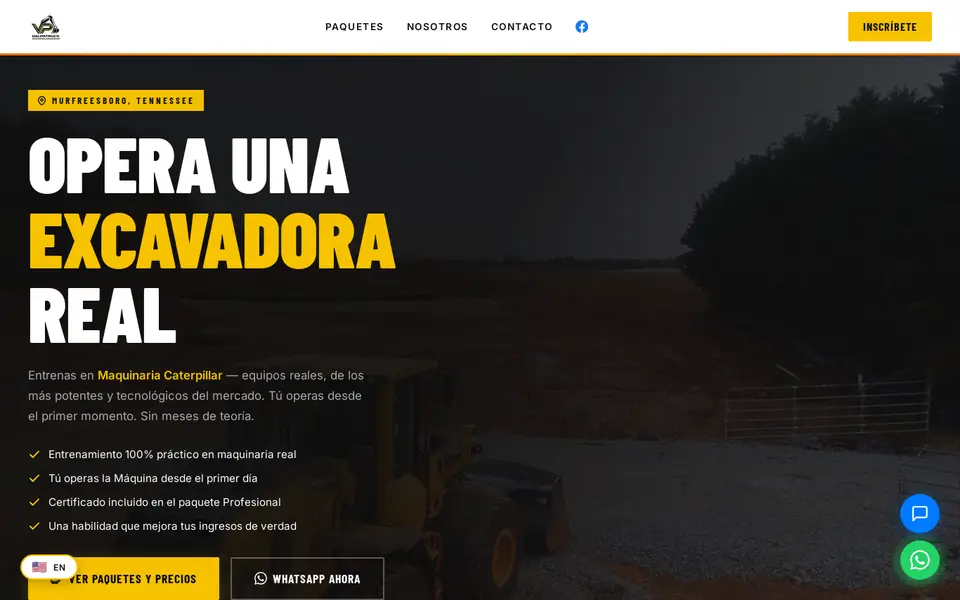 PAQUETES
NOSOTROS
CONTACTO
INSCRÍBETE
MURFREESBORO, TENNESSEE
OPERA UNA
EXCAVADORA
REAL
Entrenas en Maquinaria Caterpillar — equipos reales, de los
más potentes y tecnológicos del mercado. Tú operas desde
el primer momento. Sin meses de teoría.
Entrenamiento 100% práctico en maquinaria real
Tú operas la Máquina desde el primer día
Certificado incluido en el paquete Profesional
Una habilidad que mejora tus ingresos de verdad
EN
VER PAQUETES Y PRECIOS
WHATSAPP AHORA